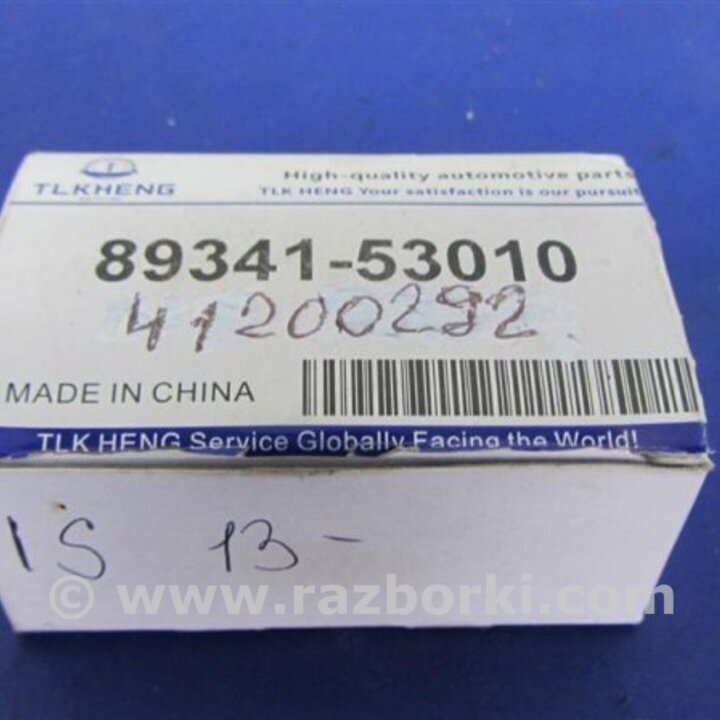 TLKHENG
High-quality automotive parts
TLK HENG Your satisfaction is our pursuit
89341-53010
41200292
MADE IN CHINA
TLK HENG Service Globally Facing the World!
IS 13-
© www.razborki.com